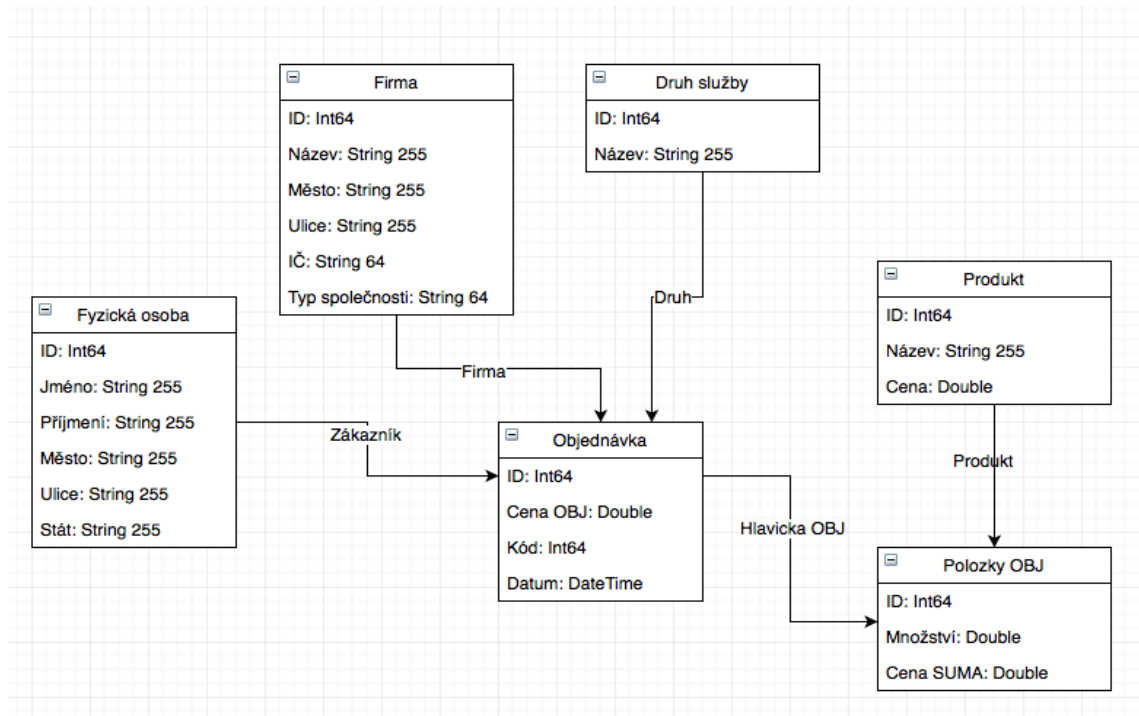 Firma
ID: Int64
Název: String 255
Město: String 255
Ulice: String 255
IČ: String 64
Typ společnosti: String 64
Druh služby
ID: Int64
Název: String 255
Produkt
ID: Int64
Název: String 255
Cena: Double
Fyzická osoba
ID: Int64
Jméno: String 255
Příjmení: String 255
Město: String 255
Ulice: String 255
Stát: String 255
Druh
Firma
Zákazník
Objednávka
ID: Int64
Cena OBJ: Double
Kód: Int64
Datum: DateTime
Produkt
Hlavicka OBJ
Polozky OBJ
ID: Int64
Množství: Double
Cena SUMA: Double